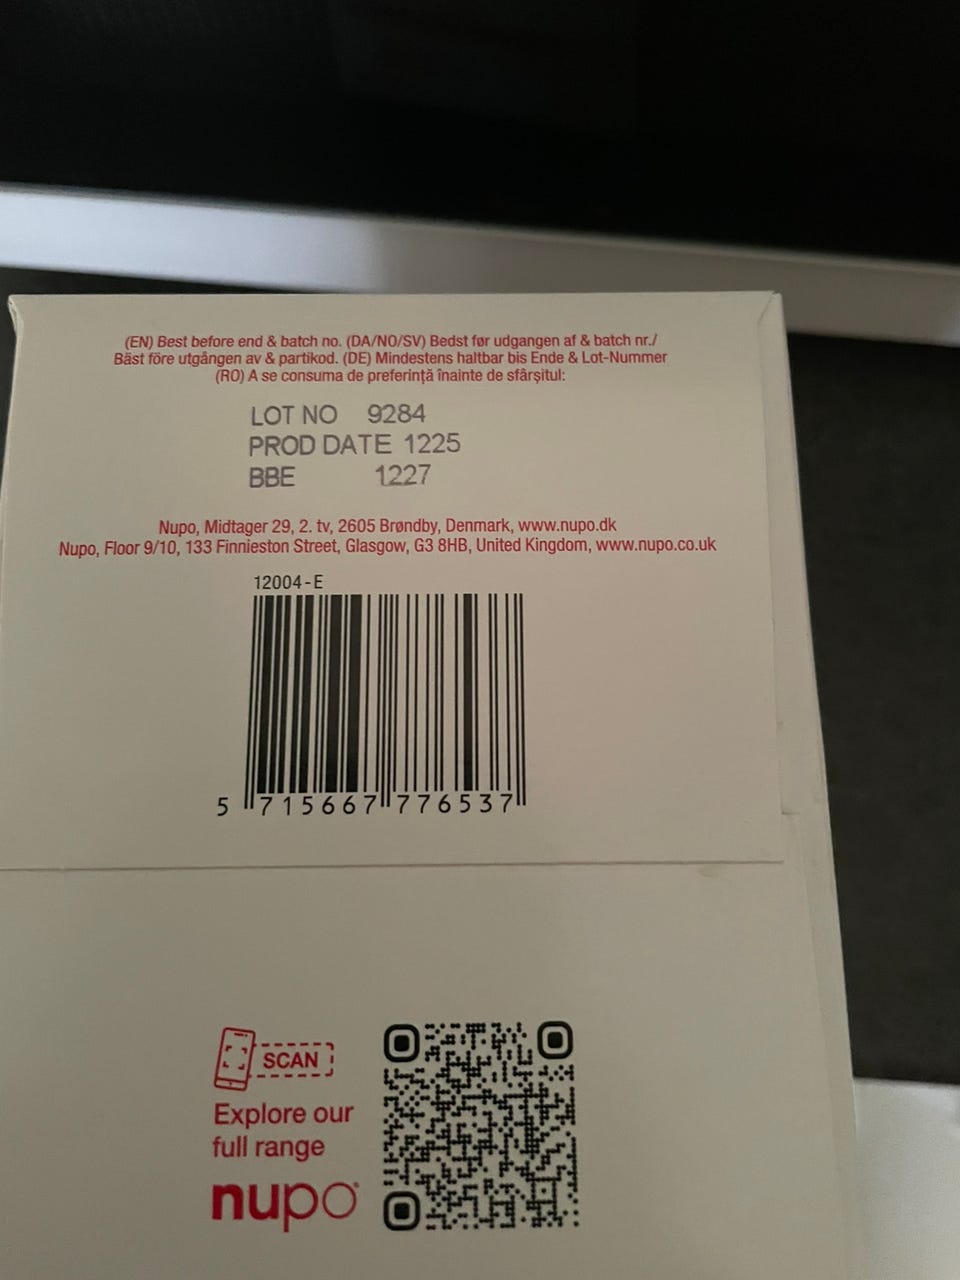 (EN) Best before end & batch no. (DA/NO/SV) Bedst før udgangen af & batch nr./
Bäst före utgången av & partikod. (DE) Mindestens haltbar bis Ende & Lot-Nummer
(RO) A se consuma de preferință înainte de sfârșitul:
LOT NO 9284
PROD DATE 1225
BBE 1227
Nupo, Midtager 29, 2. tv, 2605 Brøndby, Denmark, www.nupo.dk
Nupo, Floor 9/10, 133 Finnieston Street, Glasgow, G3 8HB, United Kingdom, www.nupo.co.uk
12004-E
5 715667 776537
SCAN
Explore our
full range
nupo